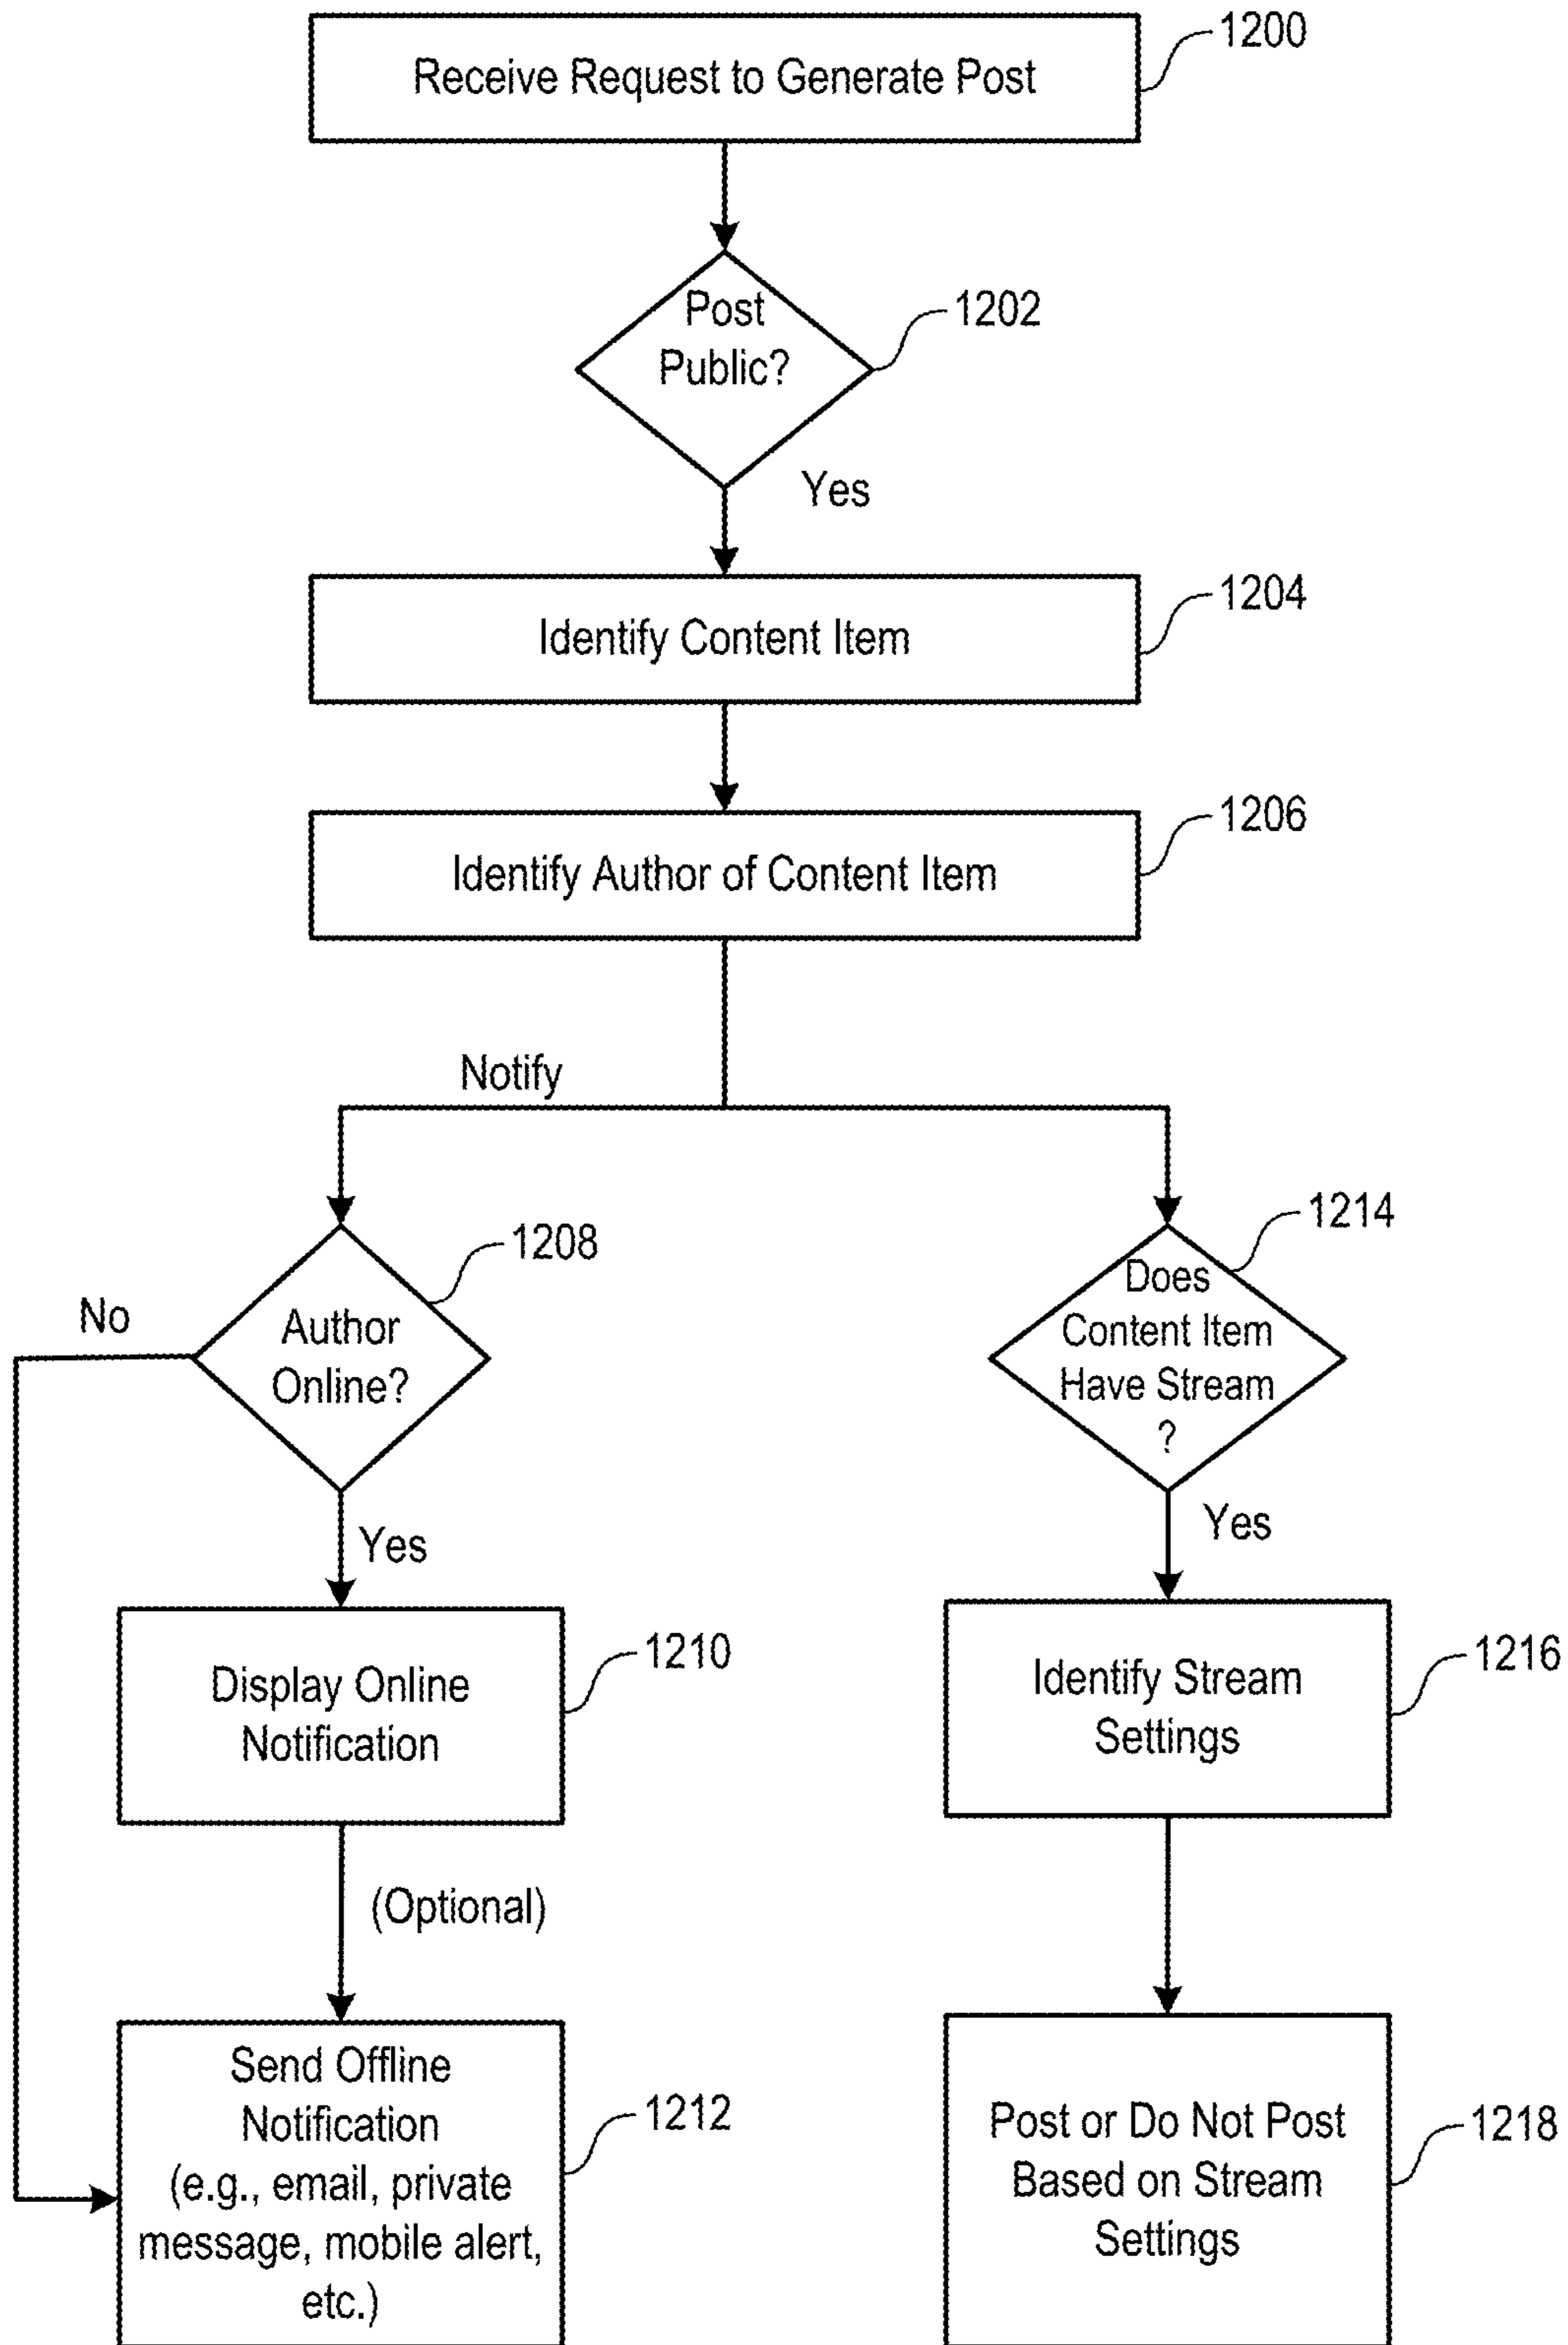 Receive Request to Generate Post
1200
Post
Public?
1202
Yes
Identify Content Item
1204
Identify Author of Content Item
1206
Notify
Author
Online?
1208
No
Yes
Display Online
Notification
1210
(Optional)
Send Offline
Notification
(e.g., email, private
message, mobile alert,
etc.)
1212
Does
Content Item
Have Stream
?
1214
Yes
Identify Stream
Settings
1216
Post or Do Not Post
Based on Stream
Settings
1218